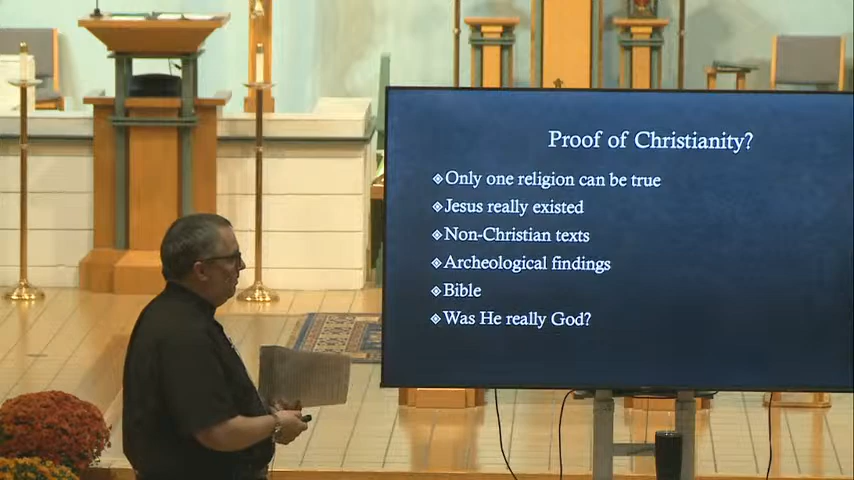 Proof of Christianity?
Only one religion can be true
Jesus really existed
Non-Christian texts
Archeological findings
Bible
Was He really God?